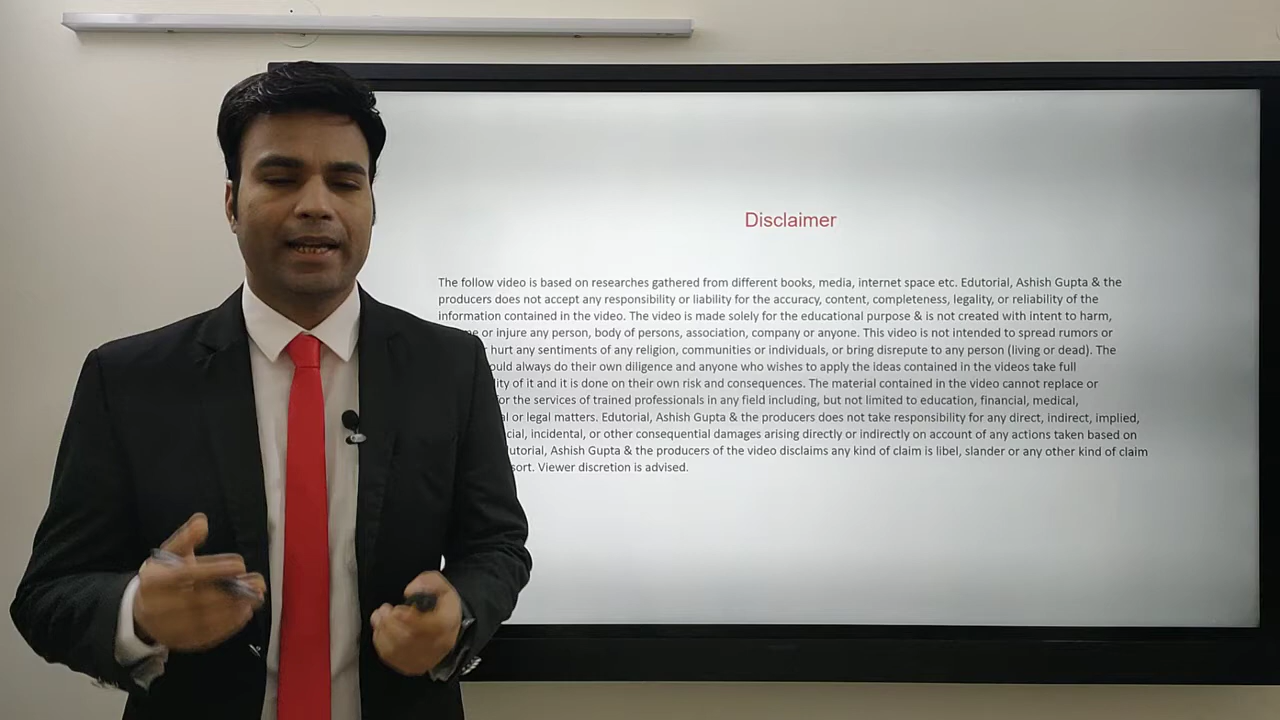 Disclaimer
The follow video is based on researches gathered from different books, media, internet space etc. Edutorial, Ashish Gupta & the
producers does not accept any responsibility or liability for the accuracy, content, completeness, legality, or reliability of the
information contained in the video. The video is made solely for the educational purpose & is not created with intent to harm,
or injure any person, body of persons, association, company or anyone. This video is not intended to spread rumors or
hurt any sentiments of any religion, communities or individuals, or bring disrepute to any person (living or dead). The
always do their own diligence and anyone who wishes to apply the ideas contained in the videos take full
of it and it is done on their own risk and consequences. The material contained in the video cannot replace or
the services of trained professionals in any field including, but not limited to education, financial, medical,
or legal matters. Edutorial, Ashish Gupta & the producers does not take responsibility for any direct, indirect, implied,
incidental, or other consequential damages arising directly or indirectly on account of any actions taken based on
Ashish Gupta & the producers of the video disclaims any kind of claim is libel, slander or any other kind of claim
sort. Viewer discretion is advised.